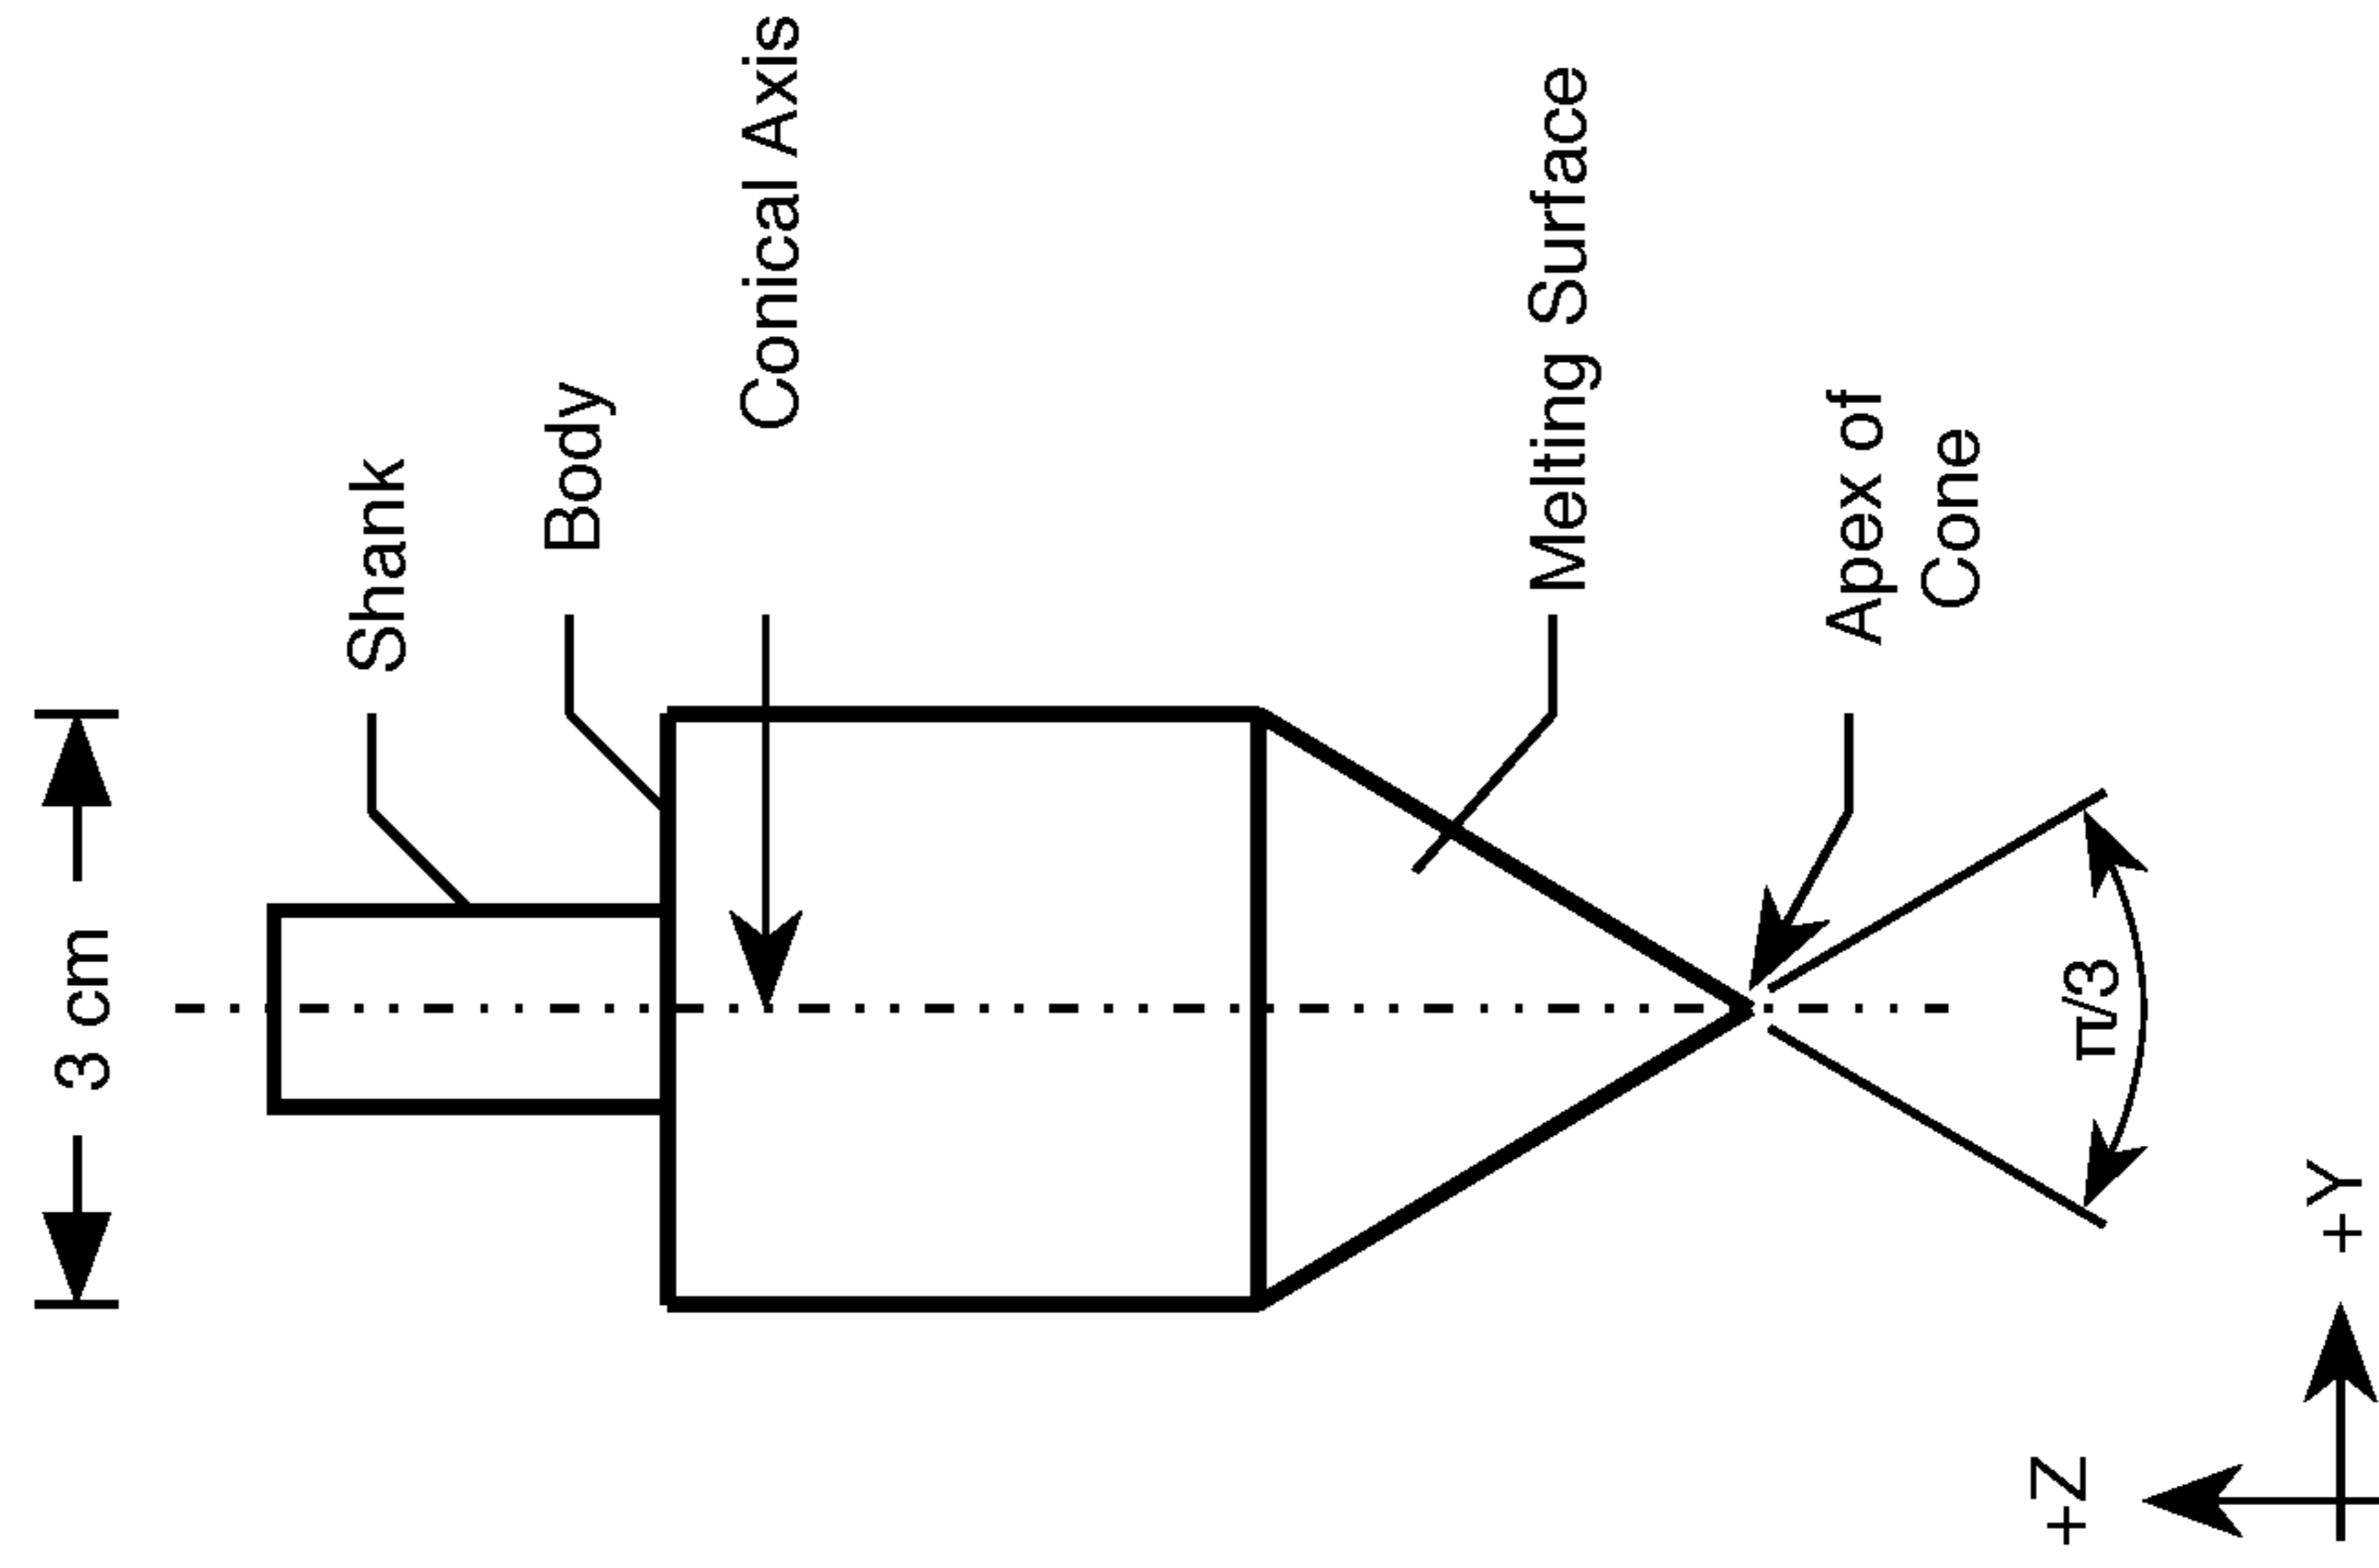 3 cm
Shank
Body
Conical Axis
Melting Surface
Apex of
Cone
π/3
+Z
+Y